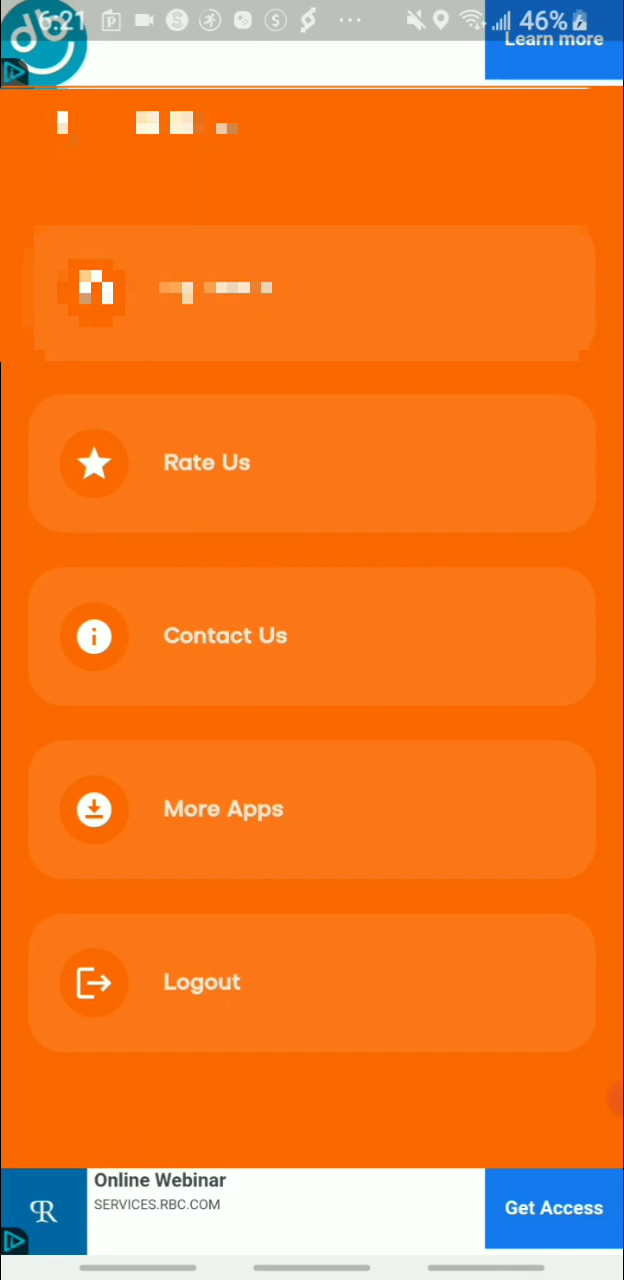 6:21
46%
Learn more
Rate Us
Contact Us
More Apps
Logout
Online Webinar
SERVICES.RBC.COM
Get Access